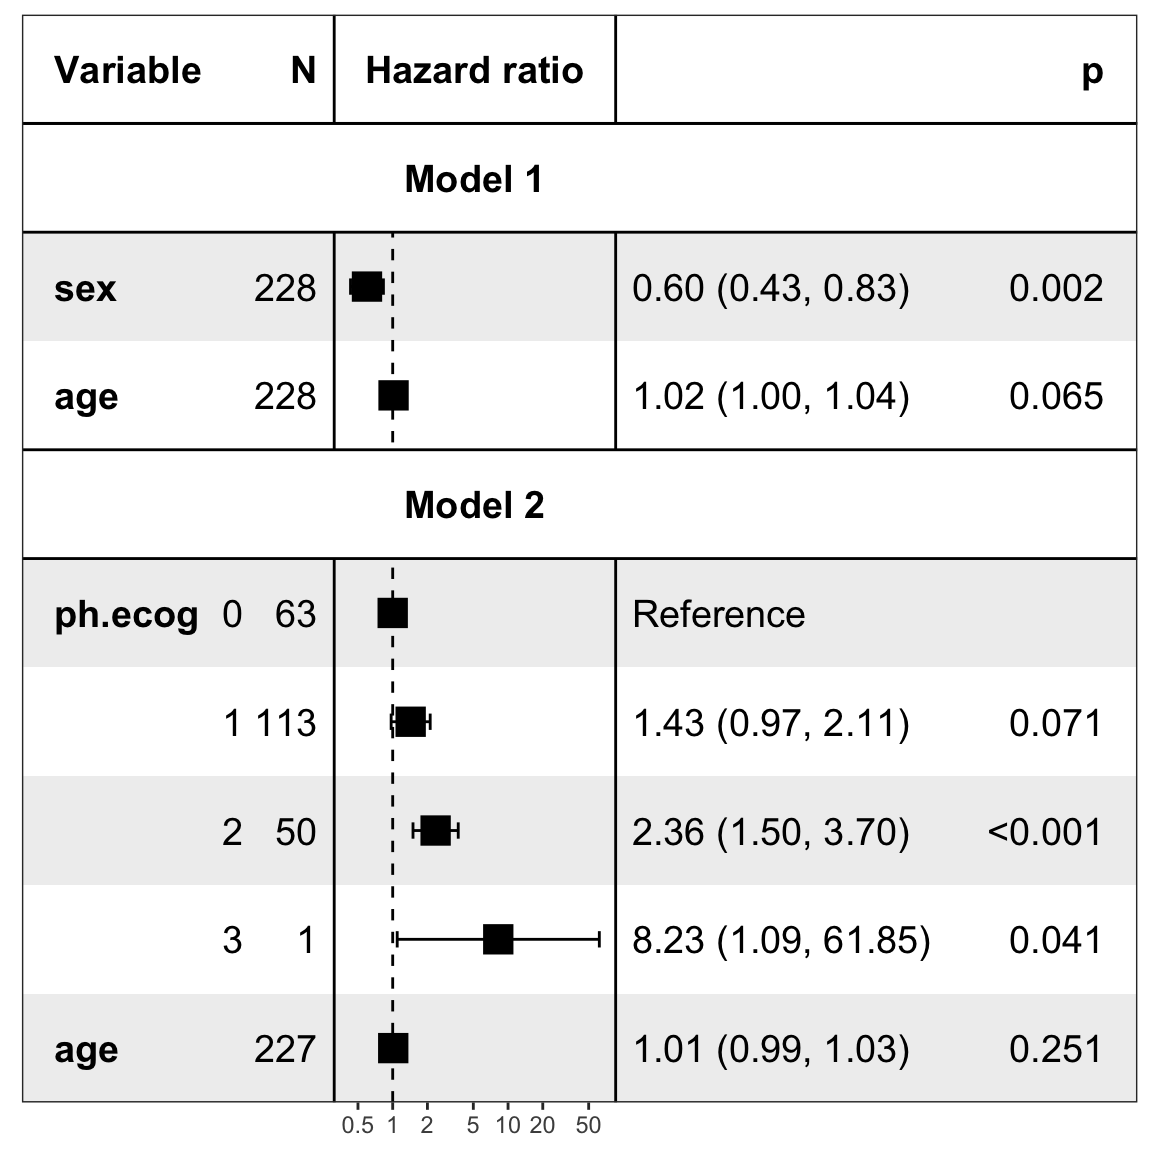 Variable N Hazard ratio p
Model 1
sex 228 0.60 (0.43, 0.83) 0.002
age 228 1.02 (1.00, 1.04) 0.065
Model 2
ph.ecog 0 63 Reference
1 113 1.43 (0.97, 2.11) 0.071
2 50 2.36 (1.50, 3.70) <0.001
3 1 8.23 (1.09, 61.85) 0.041
age 227 1.01 (0.99, 1.03) 0.251
0.5 1 2 5 10 20 50